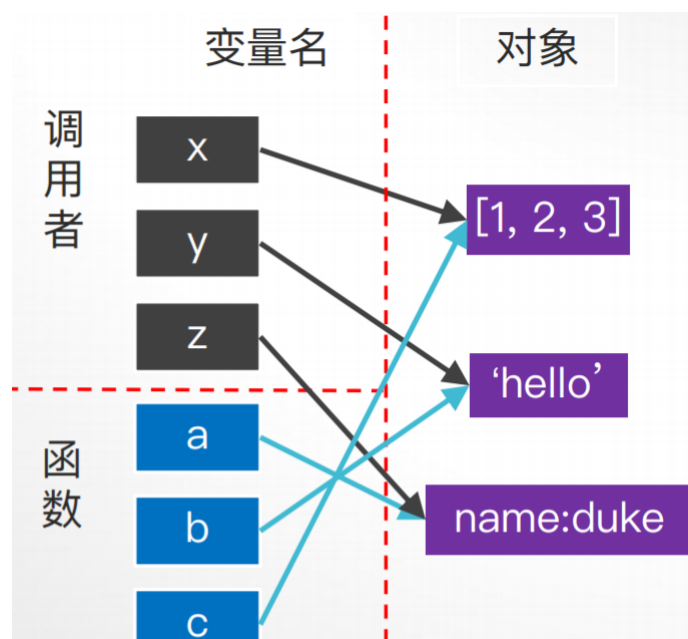 变量名
对象
调用者
x
[1, 2, 3]
y
z
‘hello’
函数
a
b
name:duke
c